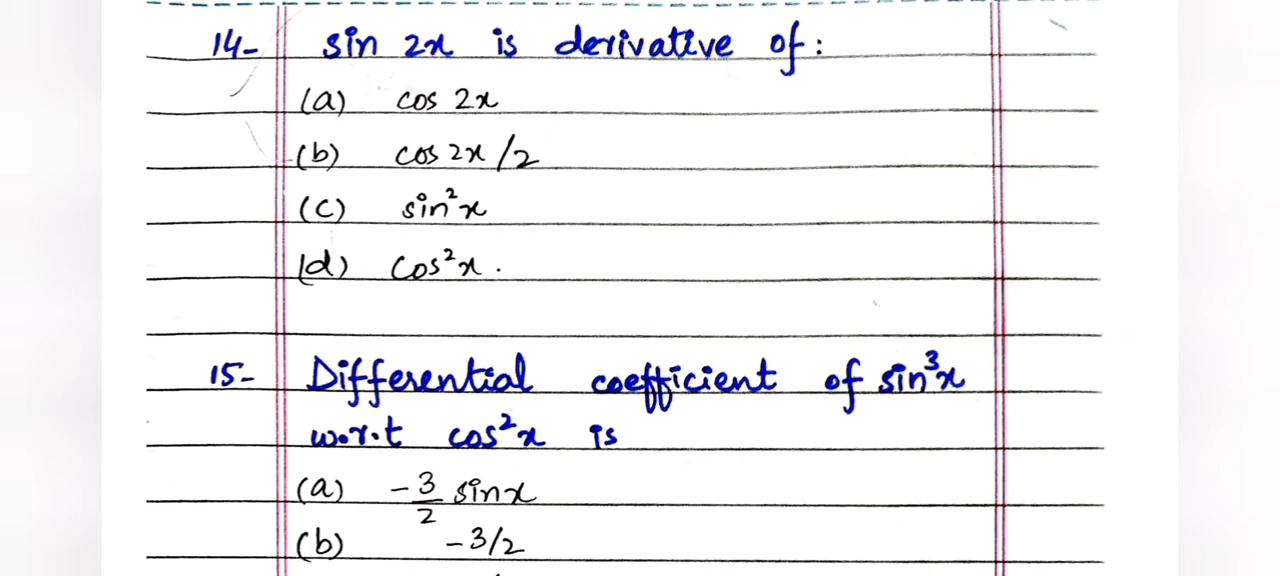 14- sin 2x is derivative of:
(a) cos 2x
(b) cos 2x/2
(c) sin²x
(d) cos²x.
15- Differential coefficient of sin³x
w.r.t cos²x is
(a) -3/2 sinx
(b) -3/2